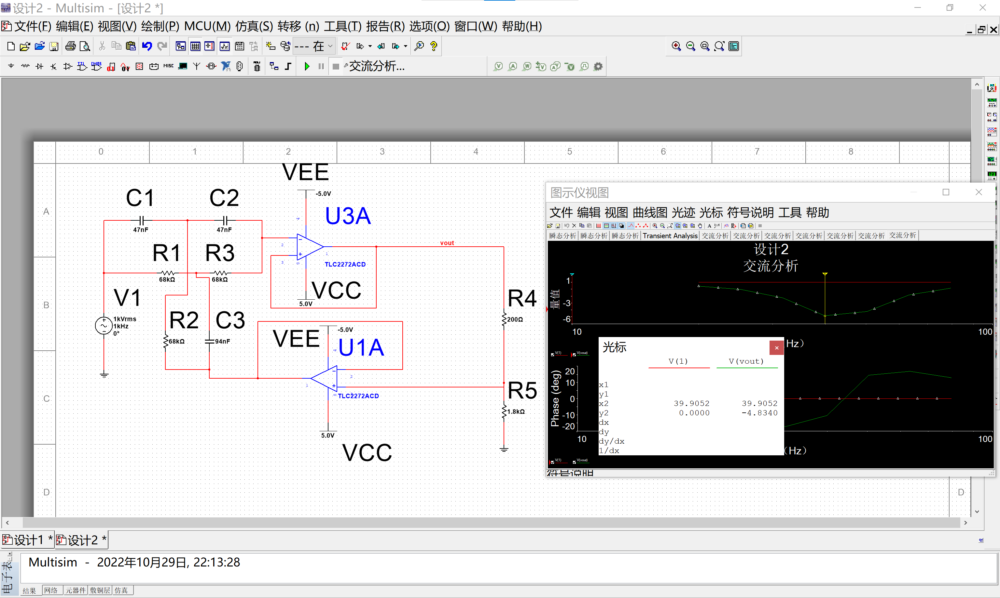 设计2 - Multisim - [设计2 *]
文件(F) 编辑(E) 视图(V) 绘制(P) MCU(M) 仿真(S) 转移 (n) 工具(T) 报告(R) 选项(O) 窗口(W) 帮助(H)
--- 在
MISC 交流分析...
0 1 2 3 4 5 6 7 8
A
B
C
D
D
VEE
-5.0V
C1
47nF
C2
47nF
U3A
4
2
3
8
1
TLC2272ACD
vout
R1
68kΩ
R3
68kΩ
VCC
5.0V
V1
1kVrms
1kHz
0°
R2
68kΩ
C3
94nF
VEE
-5.0V
U1A
4
2
1
8
TLC2272ACD
5.0V
VCC
R4
200Ω
R5
1.8kΩ
图示仪视图
文件 编辑 视图 曲线图 光迹 光标 符号说明 工具 帮助
瞬态分析 瞬态分析 瞬态分析 Transient Analysis 交流分析 交流分析 交流分析 交流分析 交流分析 交流分析 交流分析
设计2
交流分析
量值
1
-3
-6
10 100
Hz)
V(1) V(vout)
光标
V(1) V(vout)
x1
y1
x2 39.9052 39.9052
y2 0.0000 -4.8340
dx
dy
dy/dx
1/dx
Phase (deg)
20
10
0
-10
-20
10 100
(Hz)
V(1) V(vout)
符号说明
设计1 * 设计2 *
电子表
Multisim - 2022年10月29日, 22:13:28
结果 网络 元器件 敷铜层 仿真